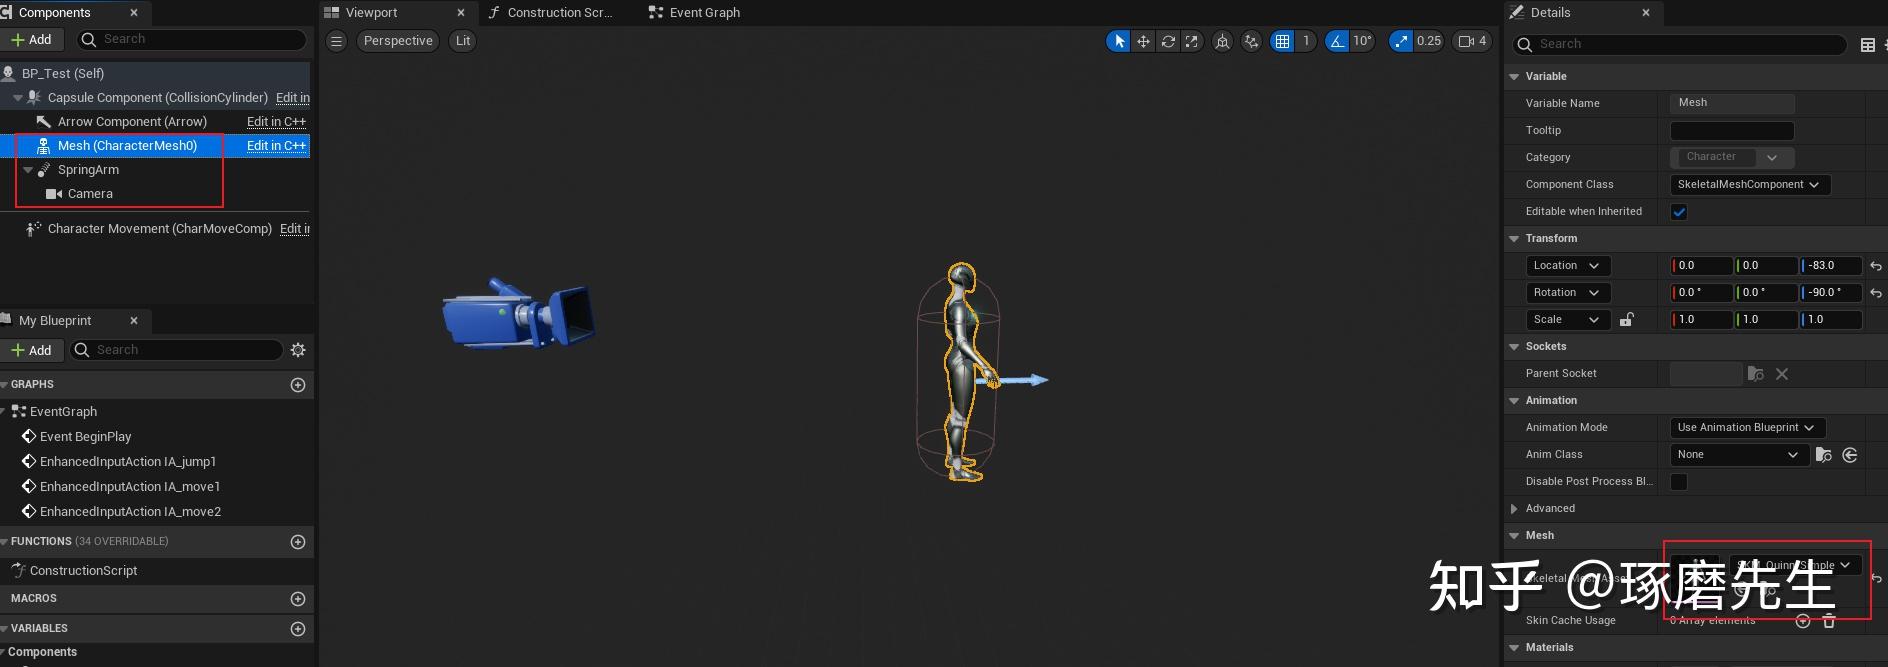 Components
Add
Search
BP_Test (Self)
Capsule Component (CollisionCylinder) Edit in
Arrow Component (Arrow) Edit in C++
Mesh (CharacterMesh0) Edit in C++
SpringArm
Camera
Character Movement (CharMoveComp) Edit in
My Blueprint
Add
Search
GRAPHS
EventGraph
Event BeginPlay
EnhancedInputAction IA_jump1
EnhancedInputAction IA_move1
EnhancedInputAction IA_move2
FUNCTIONS (34 OVERRIDABLE)
ConstructionScript
MACROS
VARIABLES
Components
Viewport
Construction Scr...
Event Graph
Perspective
Lit
1
10°
0.25
4
Details
Search
Variable
Variable Name Mesh
Tooltip
Category Character
Component Class SkeletalMeshComponent
Editable when Inherited
Transform
Location 0.0 0.0 -83.0
Rotation 0.0° 0.0° -90.0°
Scale 1.0 1.0 1.0
Sockets
Parent Socket
Animation
Animation Mode Use Animation Blueprint
Anim Class None
Disable Post Process Bl...
Advanced
Mesh
Skeletal Mesh Asse SKM_Quinn_Simple
知乎 @琢磨先生
Skin Cache Usage 0 Array elements
Materials